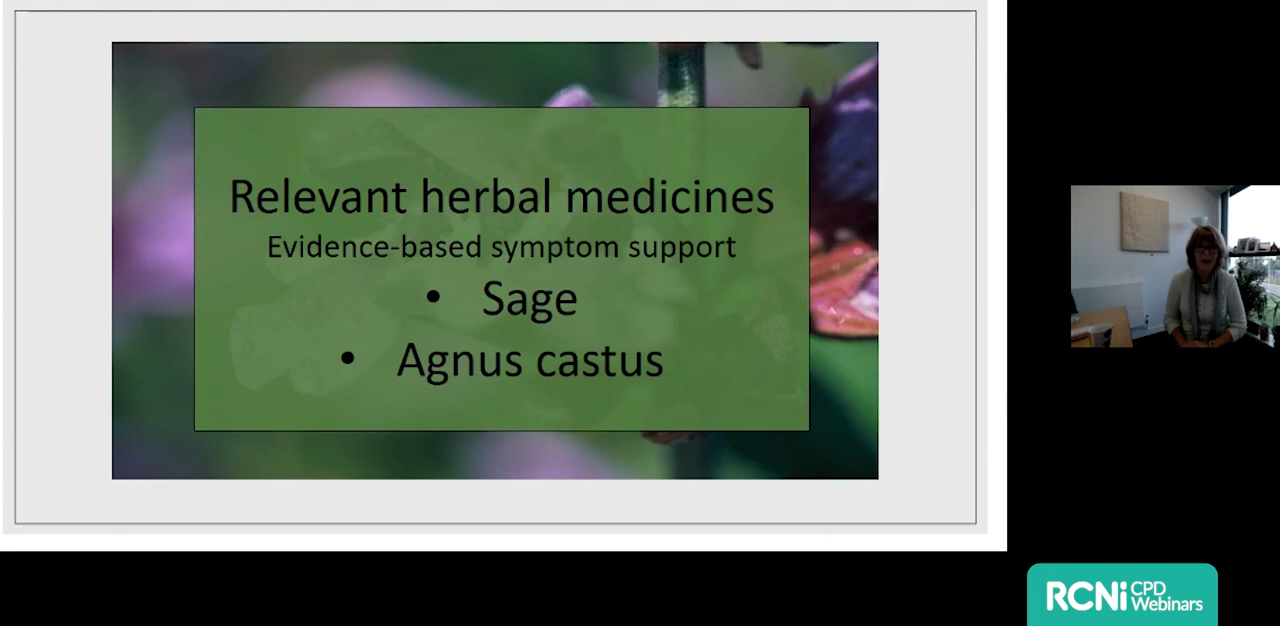 Relevant herbal medicines
Evidence-based symptom support
• Sage
• Agnus castus
RCNi CPD
Webinars